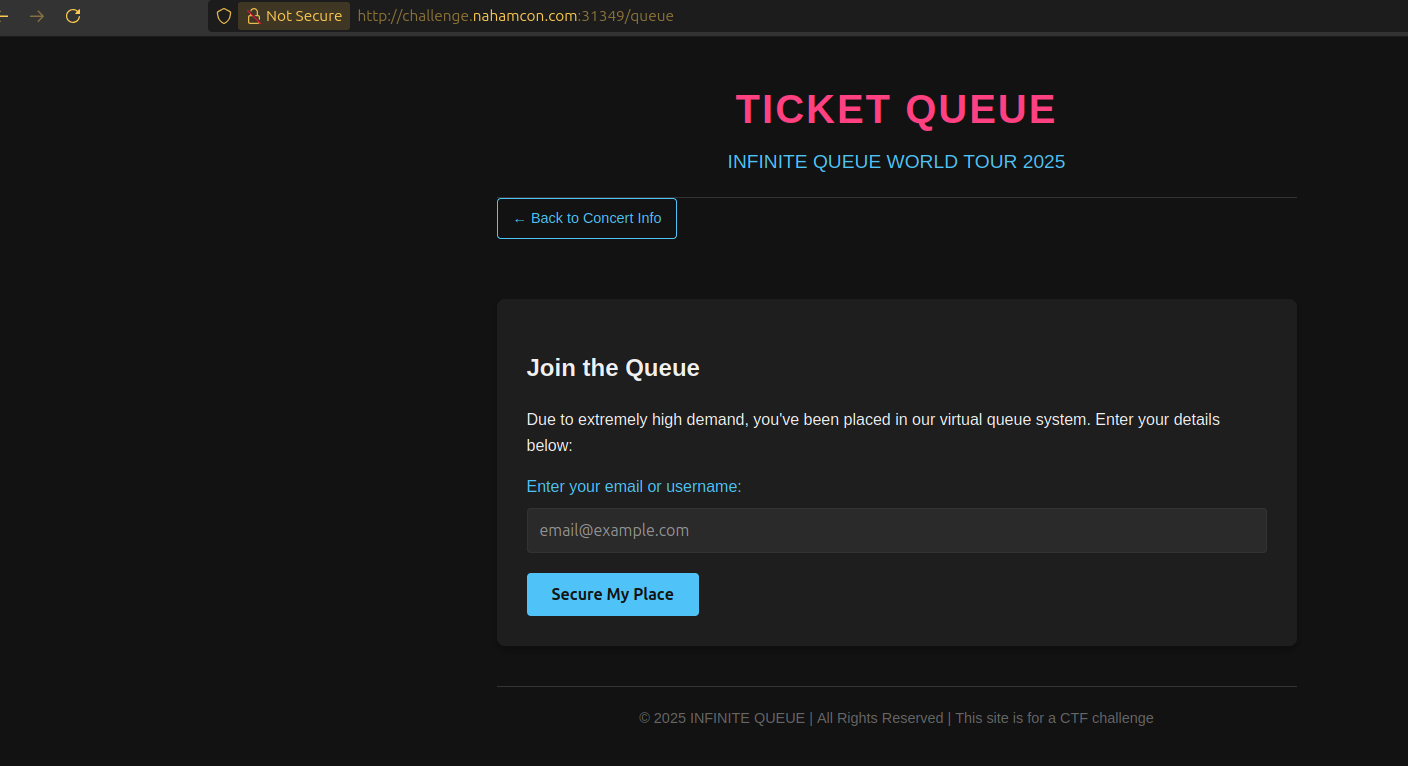 Not Secure http://challenge.nahamcon.com:31349/queue
TICKET QUEUE
INFINITE QUEUE WORLD TOUR 2025
← Back to Concert Info
Join the Queue
Due to extremely high demand, you've been placed in our virtual queue system. Enter your details
below:
Enter your email or username:
email@example.com
Secure My Place
© 2025 INFINITE QUEUE | All Rights Reserved | This site is for a CTF challenge